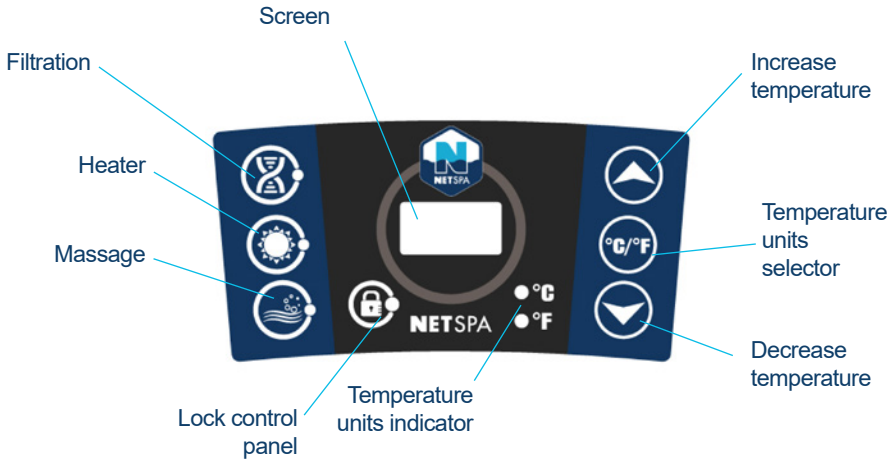 Screen
Filtration
Increase
temperature
Heater
NETSPA
Temperature
units
selector
°C/°F
Massage
°C
NETSPA
°F
Decrease
temperature
Temperature
units indicator
Lock control
panel